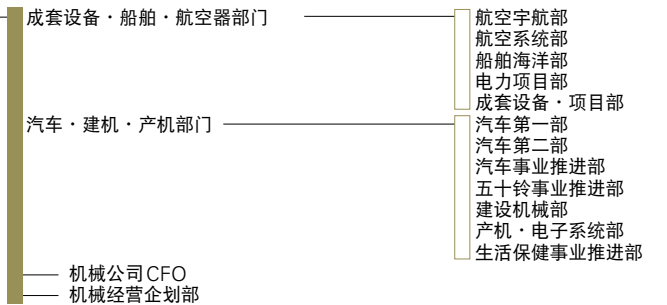 成套设备・船舶・航空器部门
航空宇航部
航空系统部
船舶海洋部
电力项目部
成套设备・项目部
汽车・建机・产机部门
汽车第一部
汽车第二部
汽车事业推进部
五十铃事业推进部
建设机械部
产机・电子系统部
生活保健事业推进部
机械公司CFO
机械经营企划部